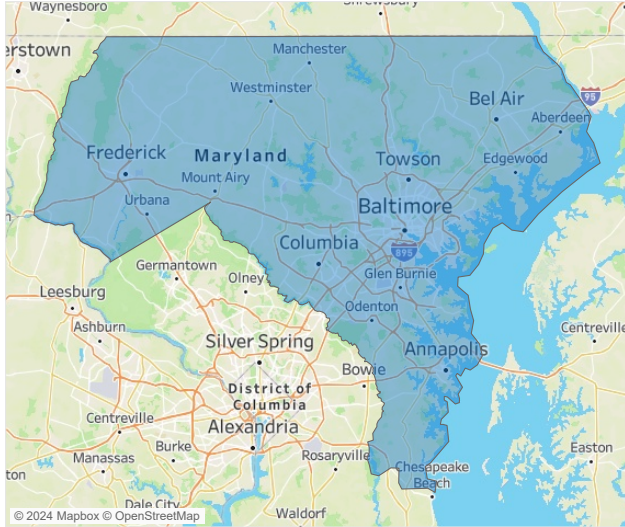 Waynesboro
Shrewsbury
erstown
Manchester
Westminster
95
Bel Air
Aberdeen
Frederick
Maryland
Towson
Edgewood
Mount Airy
Urbana
Baltimore
n
Columbia
895
Germantown
Olney
Glen Burnie
Leesburg
Odenton
Ashburn
Centreville
Silver Spring
Annapolis
Bowie
District of
Columbia
Centreville
Alexandria
Burke
Rosaryville
Easton
Manassas
Chesapeake
Beach
ton
Dale City
Waldorf
© 2024 Mapbox © OpenStreetMap